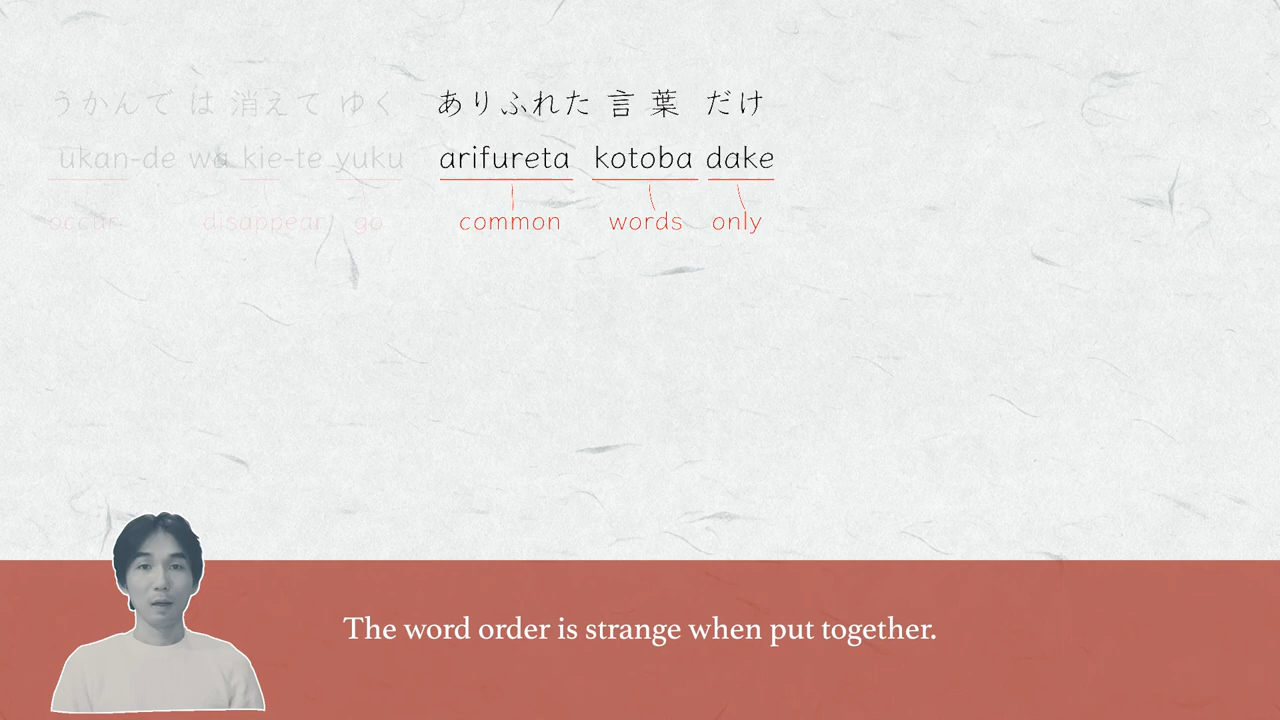 うかんで は 消えて ゆく ありふれた 言葉 だけ
ukan-de wa kie-te yuku arifureta kotoba dake
occur disappear go common words only
The word order is strange when put together.